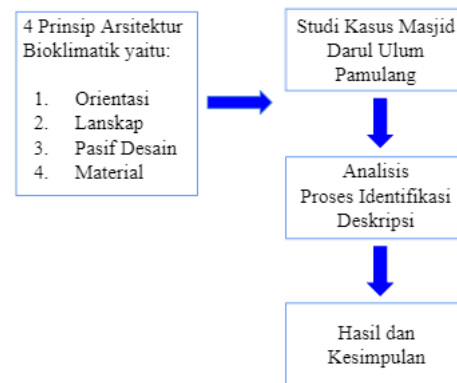 4 Prinsip Arsitektur
Bioklimatik yaitu:
1. Orientasi
2. Lanskap
3. Pasif Desain
4. Material
Studi Kasus Masjid
Darul Ulum
Pamulang
Analisis
Proses Identifikasi
Deskripsi
Hasil dan
Kesimpulan